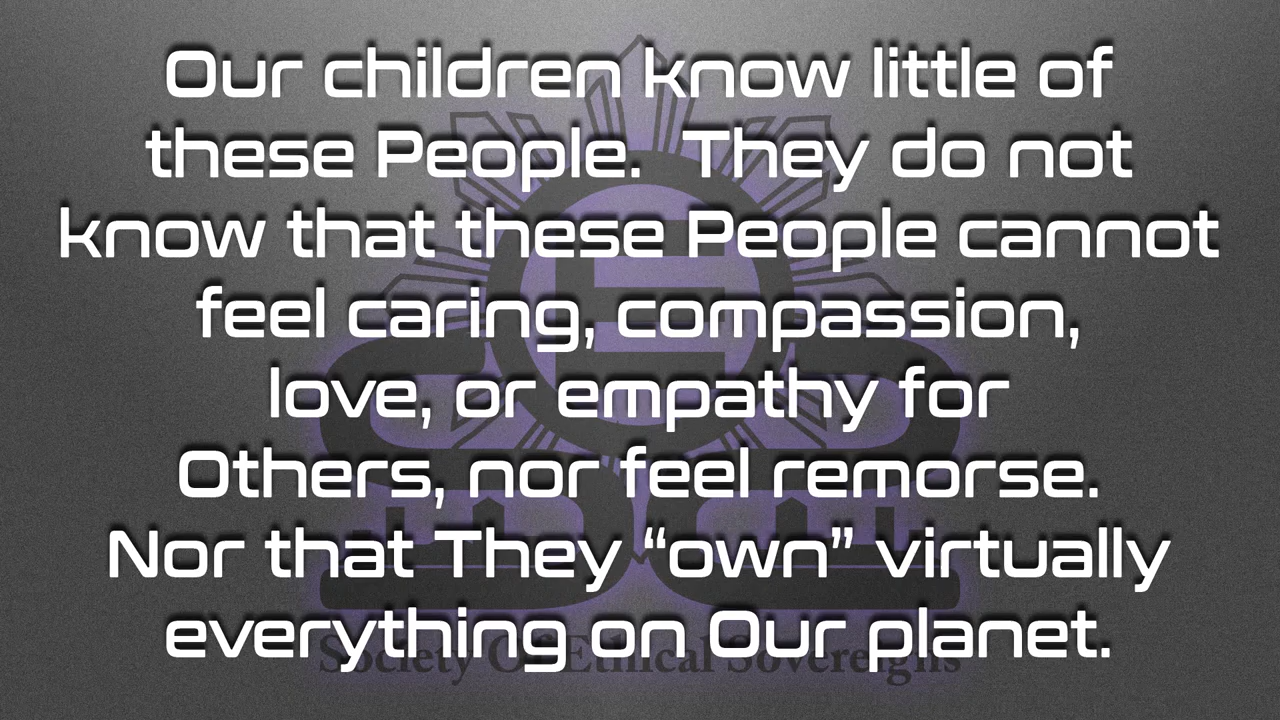 Our children know little of
these People.  They do not
know that these People cannot
feel caring, compassion,
love, or empathy for
Others, nor feel remorse.
Nor that They “own” virtually
everything on Our planet.
Society Of Ethical Sovereigns